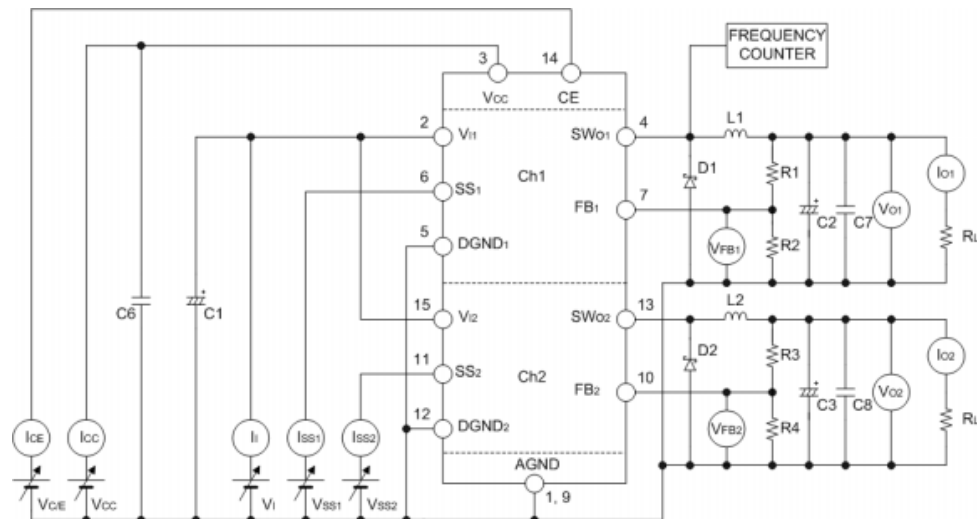 FREQUENCY
COUNTER
3
14
VCC
CE
2
VI1
SWO1
4
L1
Ch1
6
SS1
D1
R1
IO1
FB1
7
5
DGND1
VFB1
R2
C2
C7
VO1
RL
C6
C1
15
VI2
SWO2
13
L2
11
SS2
Ch2
D2
R3
IO2
FB2
10
12
DGND2
VFB2
R4
C3
C8
VO2
RL
ICE
ICC
II
ISS1
ISS2
AGND
1, 9
VC/E
VCC
VI
VSS1
VSS2